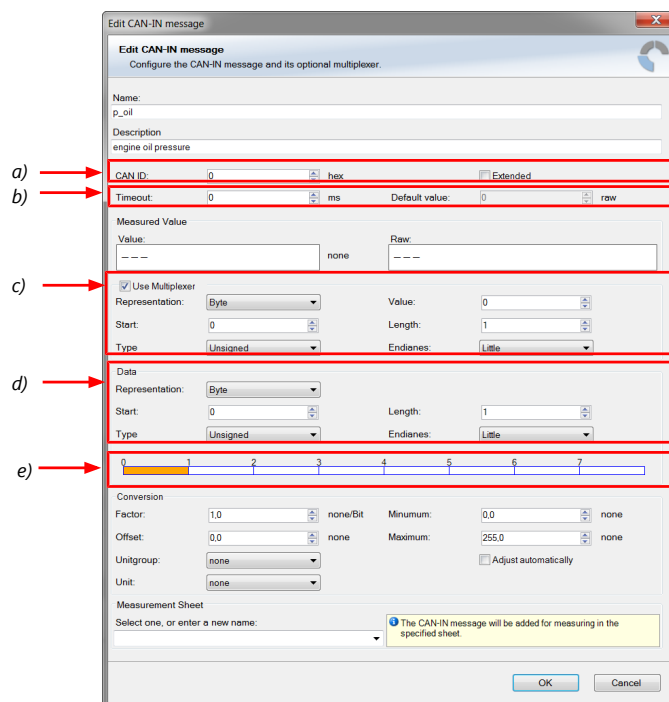 Edit CAN-IN message
Edit CAN-IN message
Configure the CAN-IN message and its optional multiplexer.
Name:
p_oil
Description
engine oil pressure
a) CAN ID: 0 hex Extended
b) Timeout: 0 ms Default value: 0 raw
Measured Value
Value: Raw:
--- none ---
c) Use Multiplexer
Representation: Byte Value: 0
Start: 0 Length: 1
Type Unsigned Endianes: Little
d) Data
Representation: Byte
Start: 0 Length: 1
Type Unsigned Endianes: Little
e) 0 1 2 3 4 5 6 7
Conversion
Factor: 1,0 none/Bit Minumum: 0,0 none
Offset: 0,0 none Maximum: 255,0 none
Unitgroup: none Adjust automatically
Unit: none
Measurement Sheet
Select one, or enter a new name: The CAN-IN message will be added for measuring in the
specified sheet.
OK Cancel